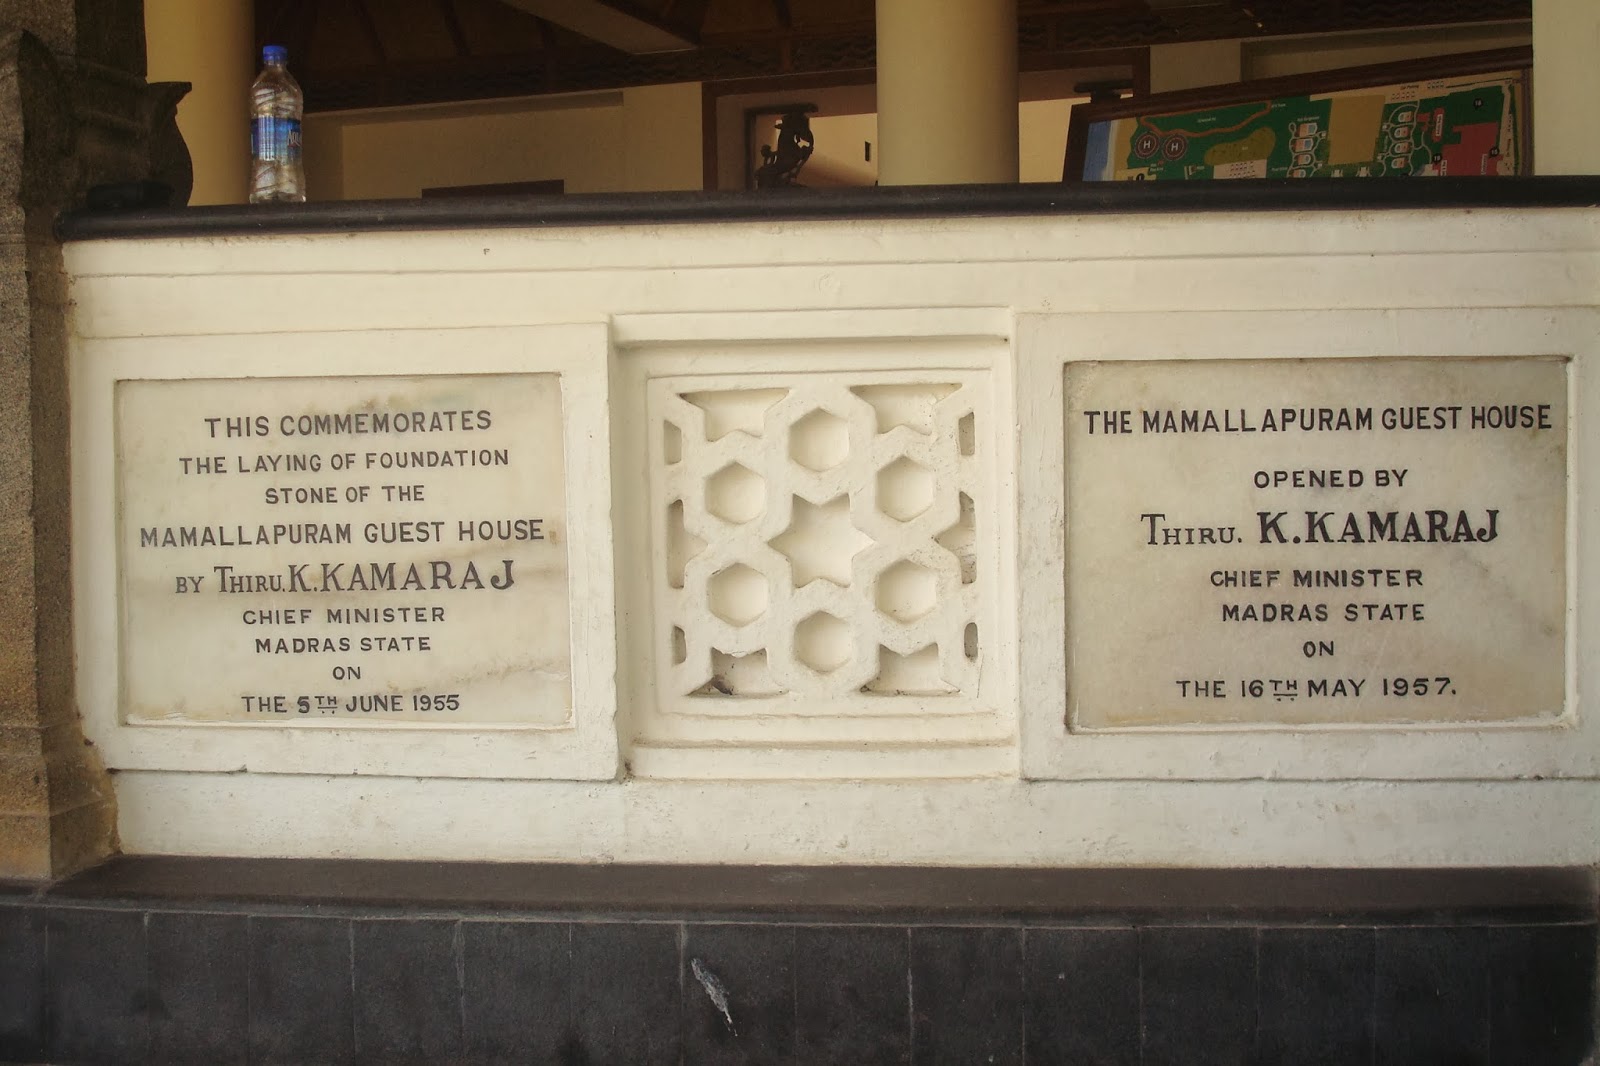 THIS COMMEMORATES
THE LAYING OF FOUNDATION
STONE OF THE
MAMALLAPURAM GUEST HOUSE
BY THIRU. K. KAMARAJ
CHIEF MINISTER
MADRAS STATE
ON
THE 5TH JUNE 1955
THE MAMALLAPURAM GUEST HOUSE
OPENED BY
THIRU. K. KAMARAJ
CHIEF MINISTER
MADRAS STATE
ON
THE 16TH MAY 1957.
H H